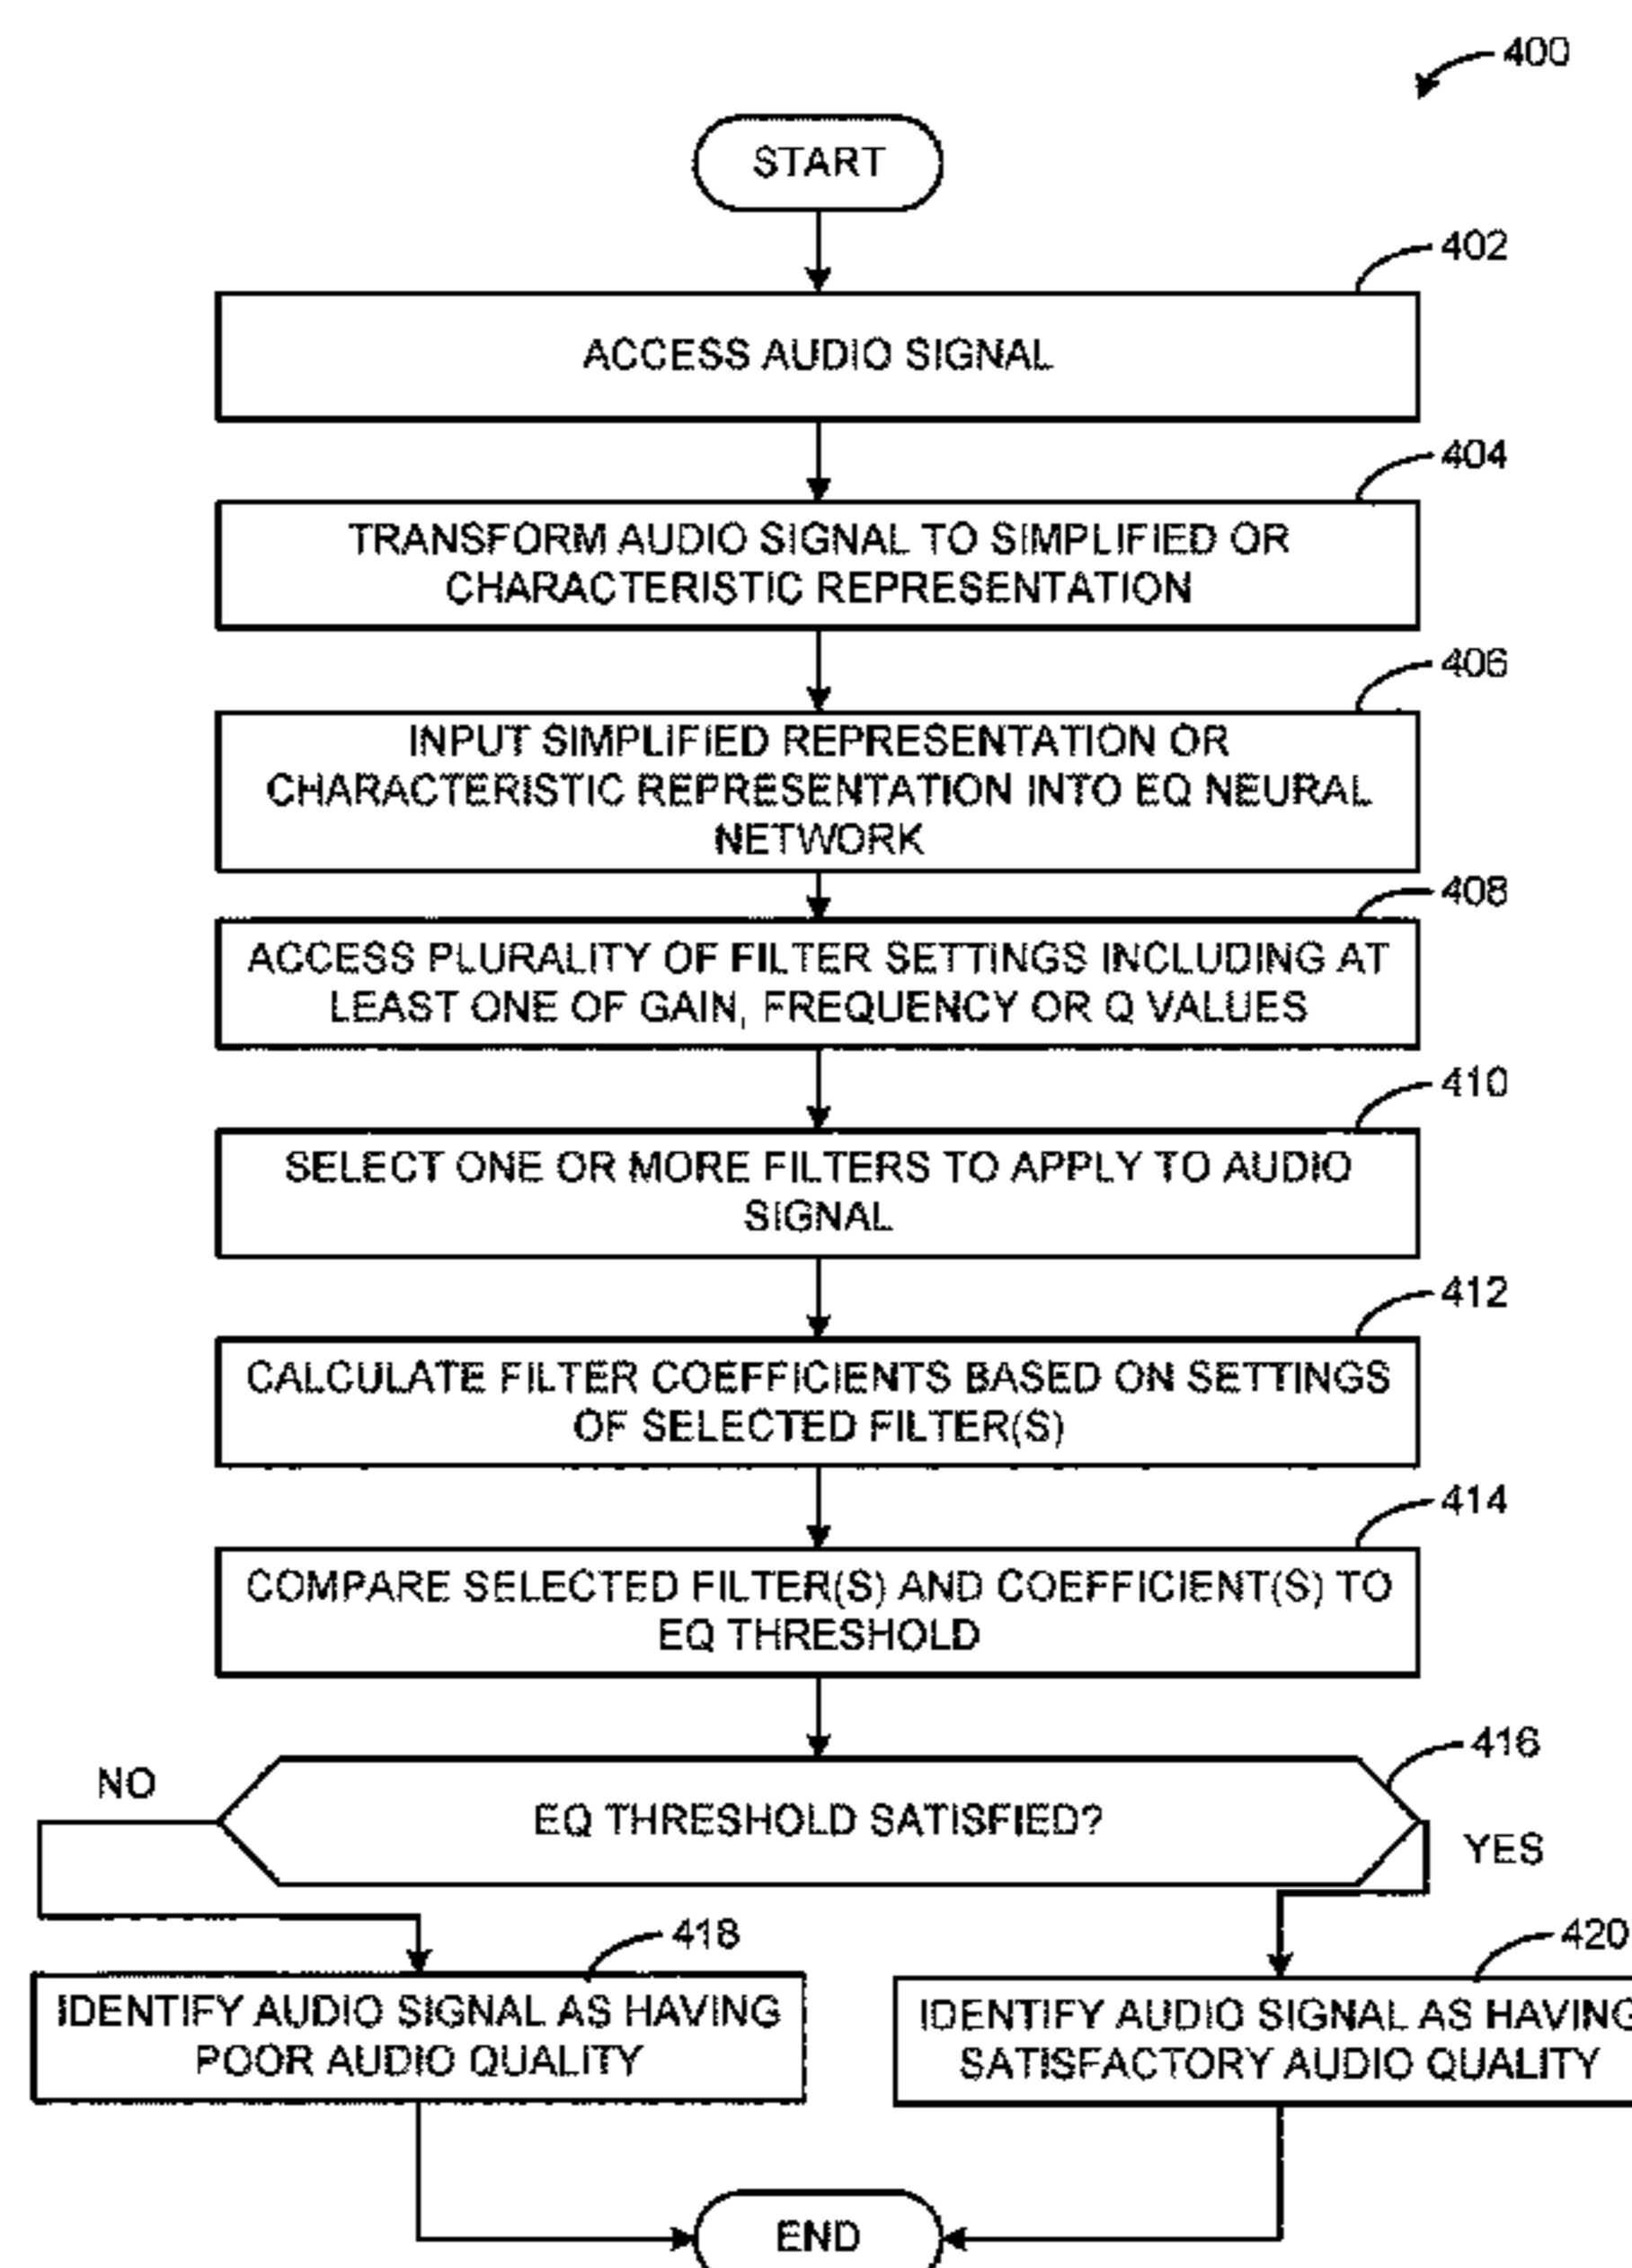 400
START
402
ACCESS AUDIO SIGNAL
404
TRANSFORM AUDIO SIGNAL TO SIMPLIFIED OR
CHARACTERISTIC REPRESENTATION
406
INPUT SIMPLIFIED REPRESENTATION OR
CHARACTERISTIC REPRESENTATION INTO EQ NEURAL
NETWORK
408
ACCESS PLURALITY OF FILTER SETTINGS INCLUDING AT
LEAST ONE OF GAIN, FREQUENCY OR Q VALUES
410
SELECT ONE OR MORE FILTERS TO APPLY TO AUDIO
SIGNAL
412
CALCULATE FILTER COEFFICIENTS BASED ON SETTINGS
OF SELECTED FILTER(S)
414
COMPARE SELECTED FILTER(S) AND COEFFICIENT(S) TO
EQ THRESHOLD
416
NO
EQ THRESHOLD SATISFIED?
YES
418
IDENTIFY AUDIO SIGNAL AS HAVING
POOR AUDIO QUALITY
420
IDENTIFY AUDIO SIGNAL AS HAVING
SATISFACTORY AUDIO QUALITY
END